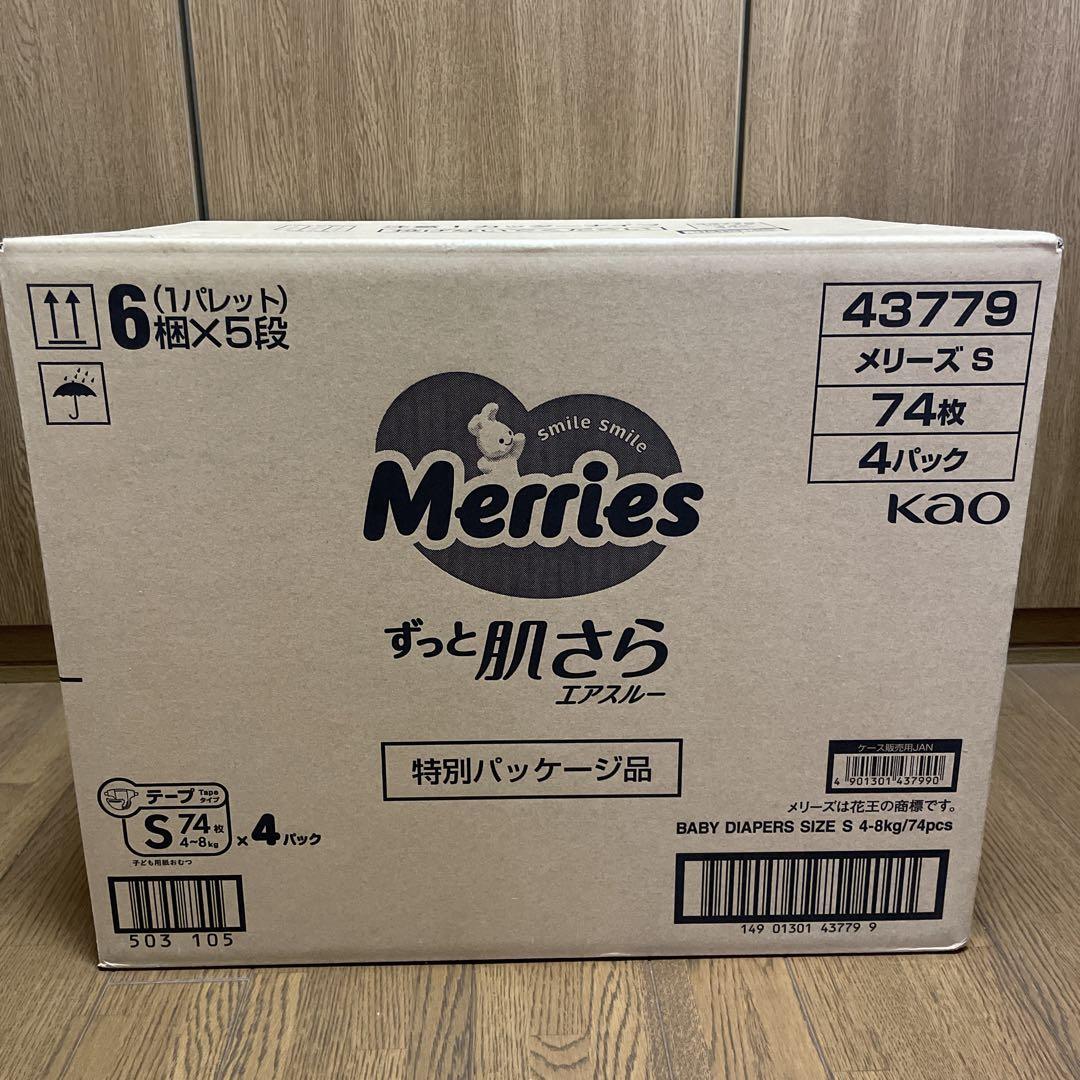 6(1パレット)
梱×5段
43779
メリーズ S
74枚
4パック
Kao
Smile Smile
Merries
ずっと肌さら
エアスルー
特別パッケージ品
ケース販売用JAN
4 901301 437990
メリーズは花王の商標です。
BABY DIAPERS SIZE S 4-8kg/74pcs
149 01301 43779 9
テープ Tape タイプ
S 74枚 4~8kg ×4パック
子ども用紙おむつ
503 105